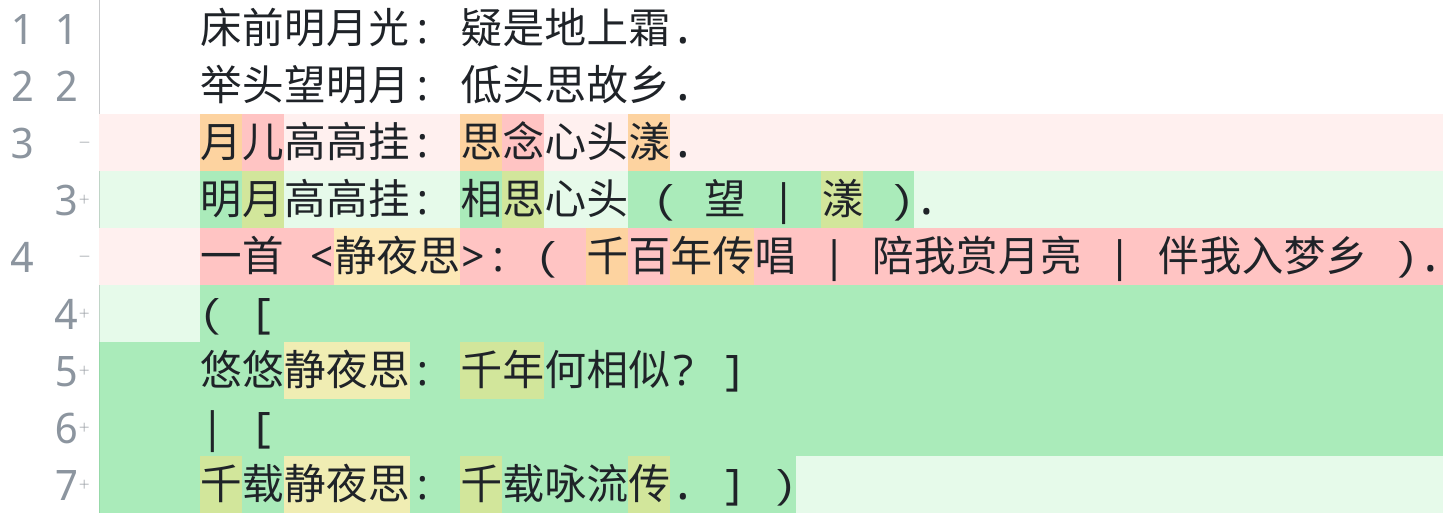 1 1 床前明月光: 疑是地上霜.
2 2 举头望明月: 低头思故乡.
3 − 月儿高高挂: 思念心头漾.
3+ 明月高高挂: 相思心头 ( 望 | 漾 ).
4 − 一首 <静夜思>: ( 千百年传唱 | 陪我赏月亮 | 伴我入梦乡 ).
4+ ( [
5+ 悠悠静夜思: 千年何相似? ]
6+ | [
7+ 千载静夜思: 千载咏流传. ] )